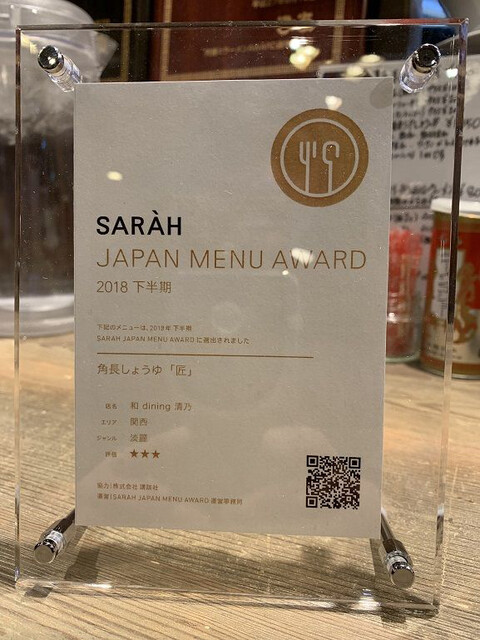 SARÀH
JAPAN MENU AWARD
2018 下半期
下記のメニューは、2018年 下半期
SARAH JAPAN MENU AWARD に選出されました
角長しょうゆ「匠」
店名 和 dining 清乃
エリア 関西
ジャンル 淡麗
評価 ★★★
協力|株式会社 講談社
運営|SARAH JAPAN MENU AWARD 運営事務局